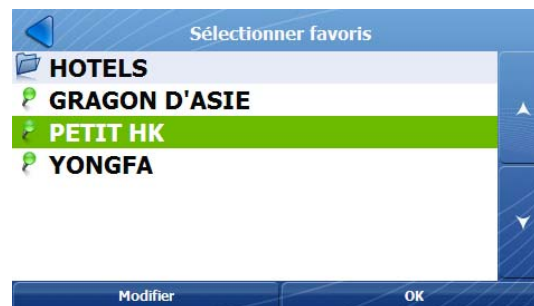 Sélectionner favoris
HOTELS
GRAGON D'ASIE
PETIT HK
YONGFA
Modifier
OK